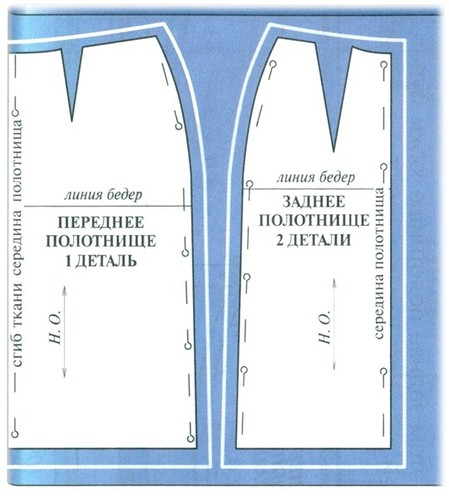 сгиб ткани середина полотнища
линия бедер
ПЕРЕДНЕЕ
ПОЛОТНИЩЕ
1 ДЕТАЛЬ
Н. О.
линия бедер
ЗАДНЕЕ
ПОЛОТНИЩЕ
2 ДЕТАЛИ
Н. О.
середина полотнища